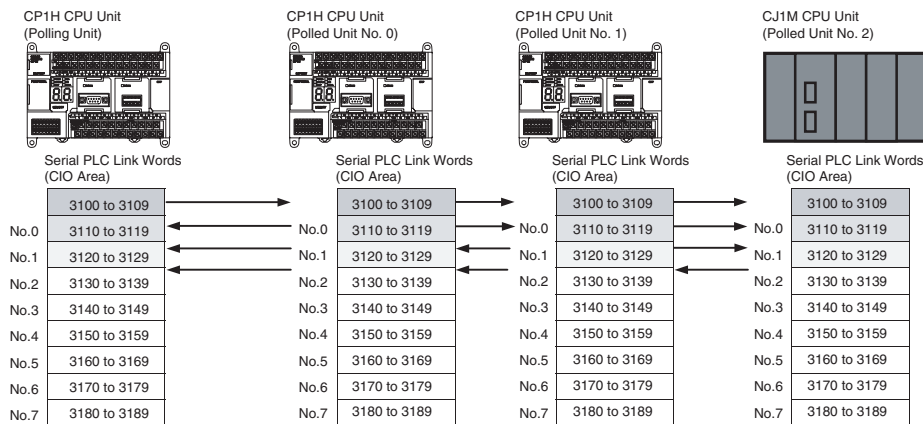 CP1H CPU Unit
(Polling Unit)
CP1H CPU Unit
(Polled Unit No. 0)
CP1H CPU Unit
(Polled Unit No. 1)
CJ1M CPU Unit
(Polled Unit No. 2)
Serial PLC Link Words
(CIO Area)
3100 to 3109
No.0 3110 to 3119
No.1 3120 to 3129
No.2 3130 to 3139
No.3 3140 to 3149
No.4 3150 to 3159
No.5 3160 to 3169
No.6 3170 to 3179
No.7 3180 to 3189
Serial PLC Link Words
(CIO Area)
3100 to 3109
No.0 3110 to 3119
No.1 3120 to 3129
No.2 3130 to 3139
No.3 3140 to 3149
No.4 3150 to 3159
No.5 3160 to 3169
No.6 3170 to 3179
No.7 3180 to 3189
Serial PLC Link Words
(CIO Area)
3100 to 3109
No.0 3110 to 3119
No.1 3120 to 3129
No.2 3130 to 3139
No.3 3140 to 3149
No.4 3150 to 3159
No.5 3160 to 3169
No.6 3170 to 3179
No.7 3180 to 3189
Serial PLC Link Words
(CIO Area)
3100 to 3109
No.0 3110 to 3119
No.1 3120 to 3129
No.2 3130 to 3139
No.3 3140 to 3149
No.4 3150 to 3159
No.5 3160 to 3169
No.6 3170 to 3179
No.7 3180 to 3189